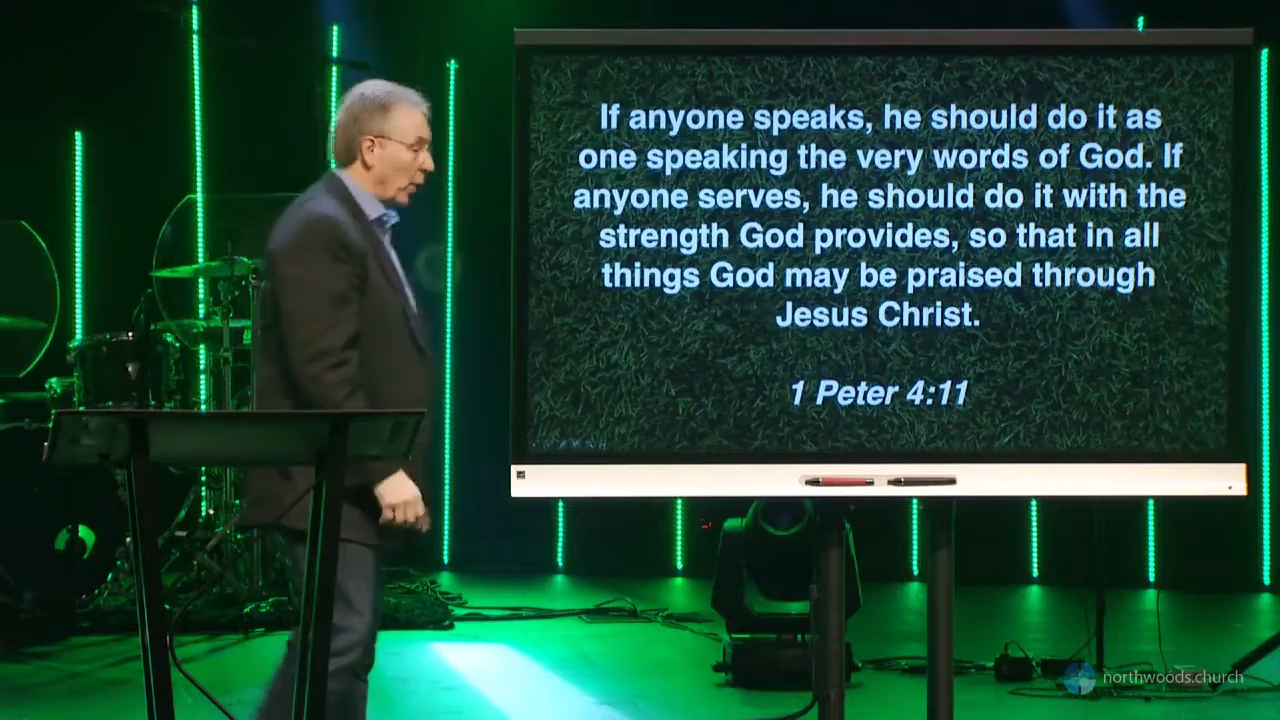 If anyone speaks, he should do it as
one speaking the very words of God. If
anyone serves, he should do it with the
strength God provides, so that in all
things God may be praised through
Jesus Christ.
1 Peter 4:11
northwoods.church